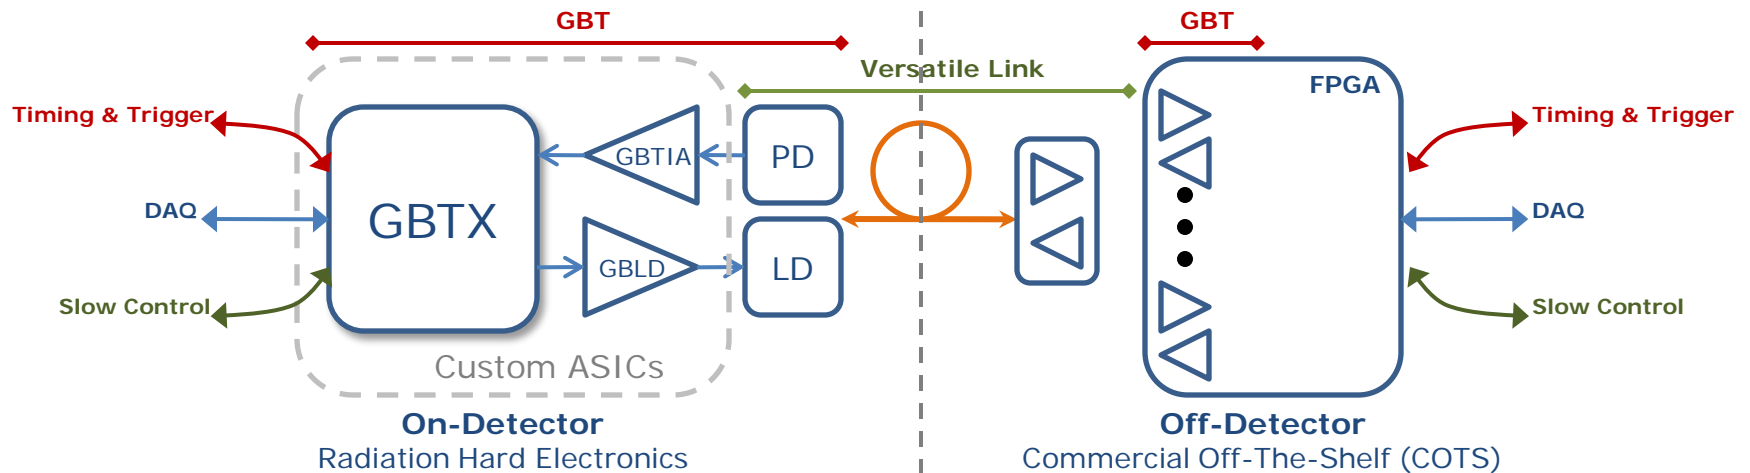 GBT
GBT
Versatile Link
FPGA
Timing & Trigger
Timing & Trigger
GBTIA
PD
DAQ
GBTX
DAQ
GBLD
LD
Slow Control
Slow Control
Custom ASICs
On-Detector
Radiation Hard Electronics
Off-Detector
Commercial Off-The-Shelf (COTS)